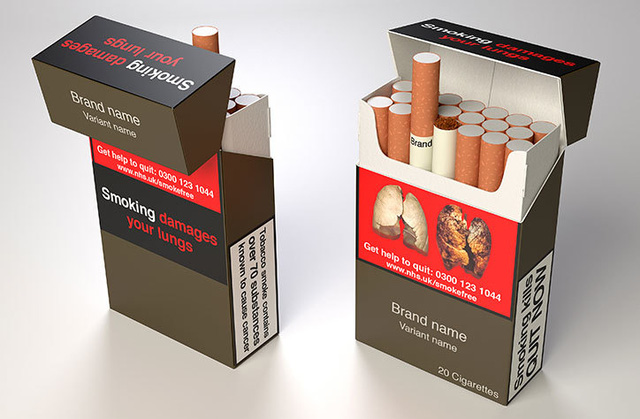 Smoking damages
your lungs
Brand name
Variant name
Get help to quit: 0300 123 1044
www.nhs.uk/smokefree
Smoking damages
your lungs
Tobacco smoke contains
over 70 substances
known to cause cancer
Smoking damages
your lungs
Brand
Get help to quit: 0300 123 1044
www.nhs.uk/smokefree
Brand name
Variant name
20 Cigarettes
Smoking kills
QUIT NOW